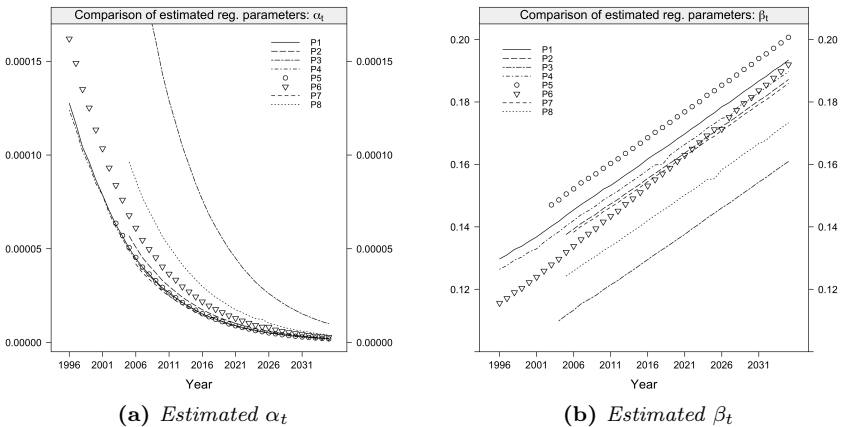 Comparison of estimated reg. parameters: αt
0.00015
0.00010
0.00005
0.00000
0.00015
0.00010
0.00005
0.00000
P1
P2
P3
P4
P5
P6
P7
P8
1996 2001 2006 2011 2016 2021 2026 2031
Year
(a) Estimated αt
Comparison of estimated reg. parameters: βt
0.20
0.18
0.16
0.14
0.12
0.20
0.18
0.16
0.14
0.12
P1
P2
P3
P4
P5
P6
P7
P8
1996 2001 2006 2011 2016 2021 2026 2031
Year
(b) Estimated βt